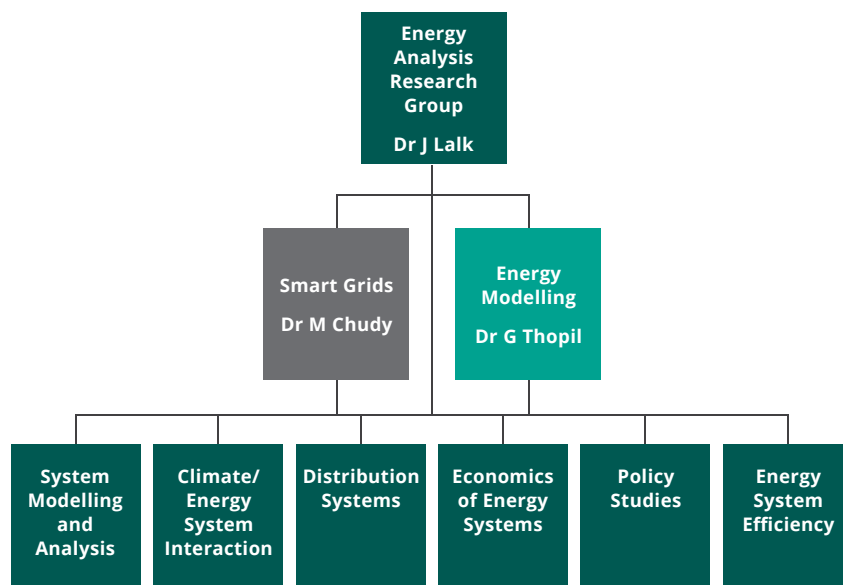 Energy
Analysis
Research
Group
Dr J Lalk
Smart Grids
Dr M Chudy
Energy
Modelling
Dr G Thopil
System
Modelling
and
Analysis
Climate/
Energy
System
Interaction
Distribution
Systems
Economics
of Energy
Systems
Policy
Studies
Energy
System
Efficiency